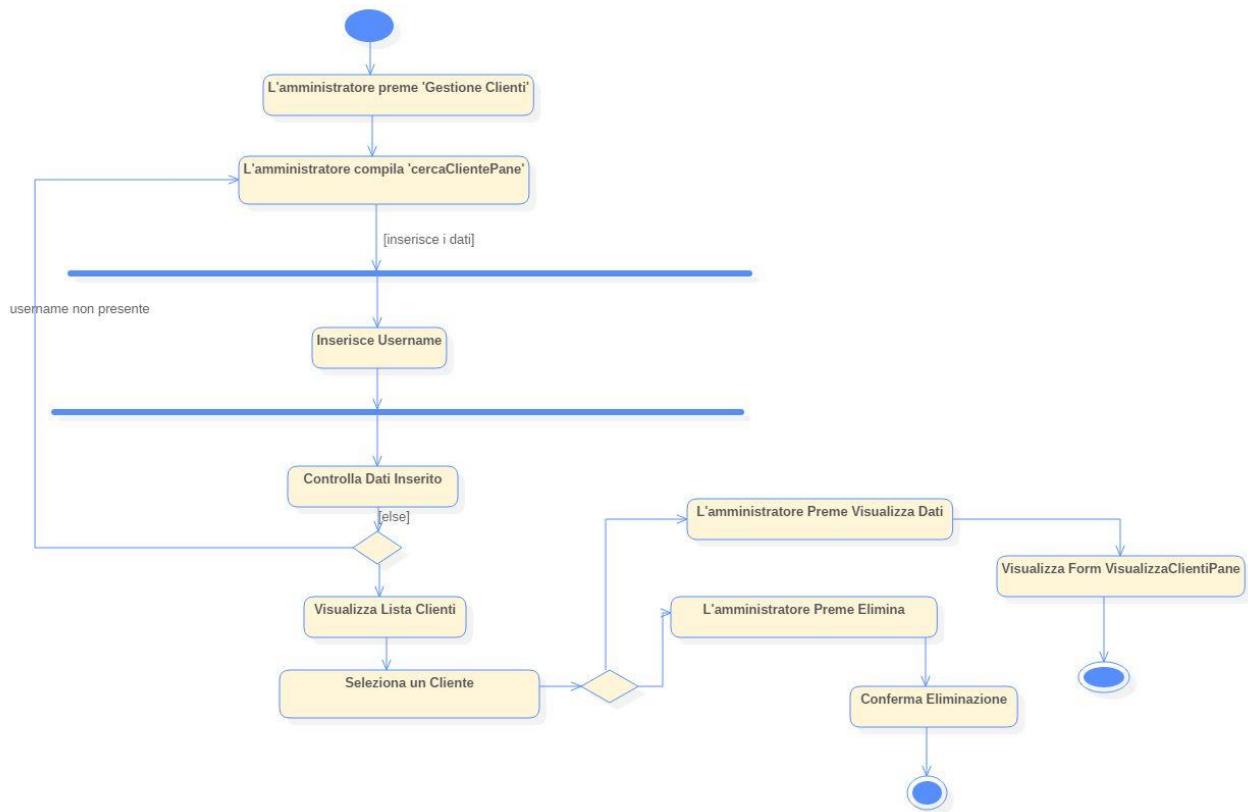 L'amministratore preme 'Gestione Clienti'
L'amministratore compila 'cercaClientePane'
[inserisce i dati]
username non presente
Inserisce Username
Controlla Dati Inserito
[else]
L'amministratore Preme Visualizza Dati
Visualizza Form VisualizzaClientiPane
Visualizza Lista Clienti
L'amministratore Preme Elimina
Seleziona un Cliente
Conferma Eliminazione